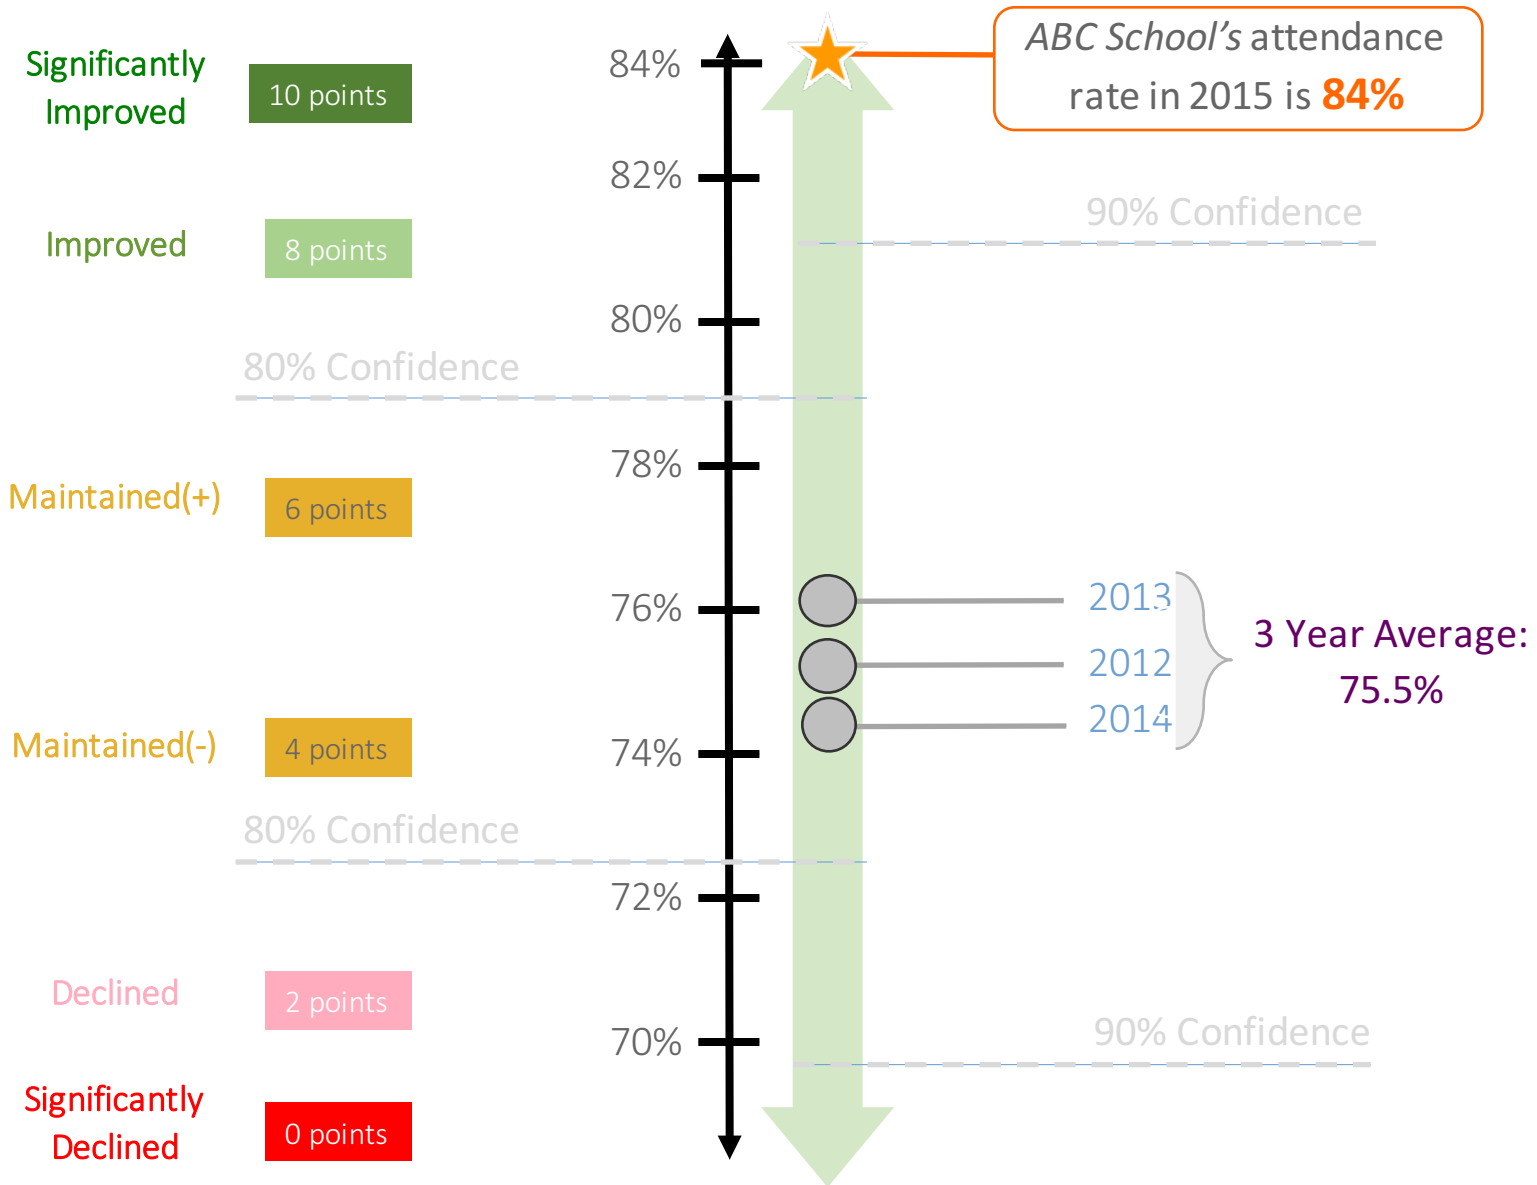 Significantly
Improved
10 points
84%
ABC School's attendance
rate in 2015 is 84%
82%
90% Confidence
Improved
8 points
80%
80% Confidence
78%
Maintained(+)
6 points
76%
2013
2012
2014
3 Year Average:
75.5%
Maintained(-)
4 points
74%
80% Confidence
72%
Declined
2 points
70%
90% Confidence
Significantly
Declined
0 points